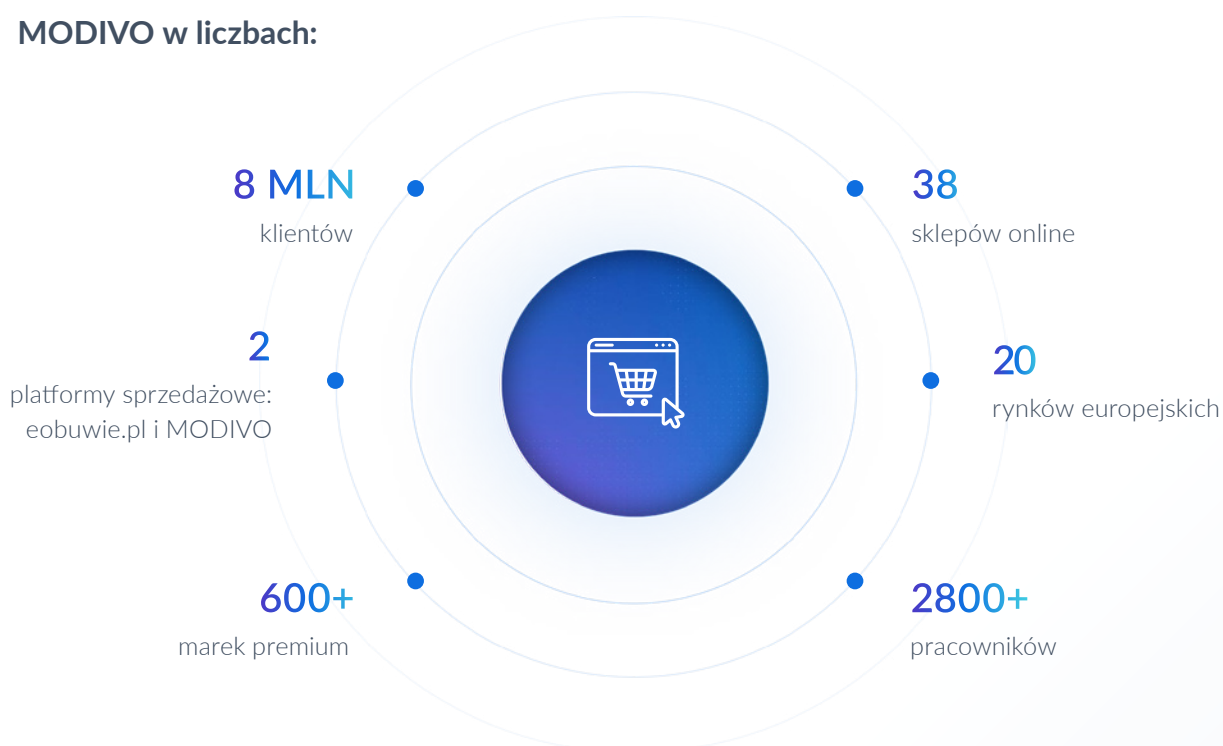 MODIVO w liczbach:
8 MLN
klientów
2
platformy sprzedażowe:
eobuwie.pl i MODIVO
600+
marek premium
38
sklepów online
20
rynków europejskich
2800+
pracowników